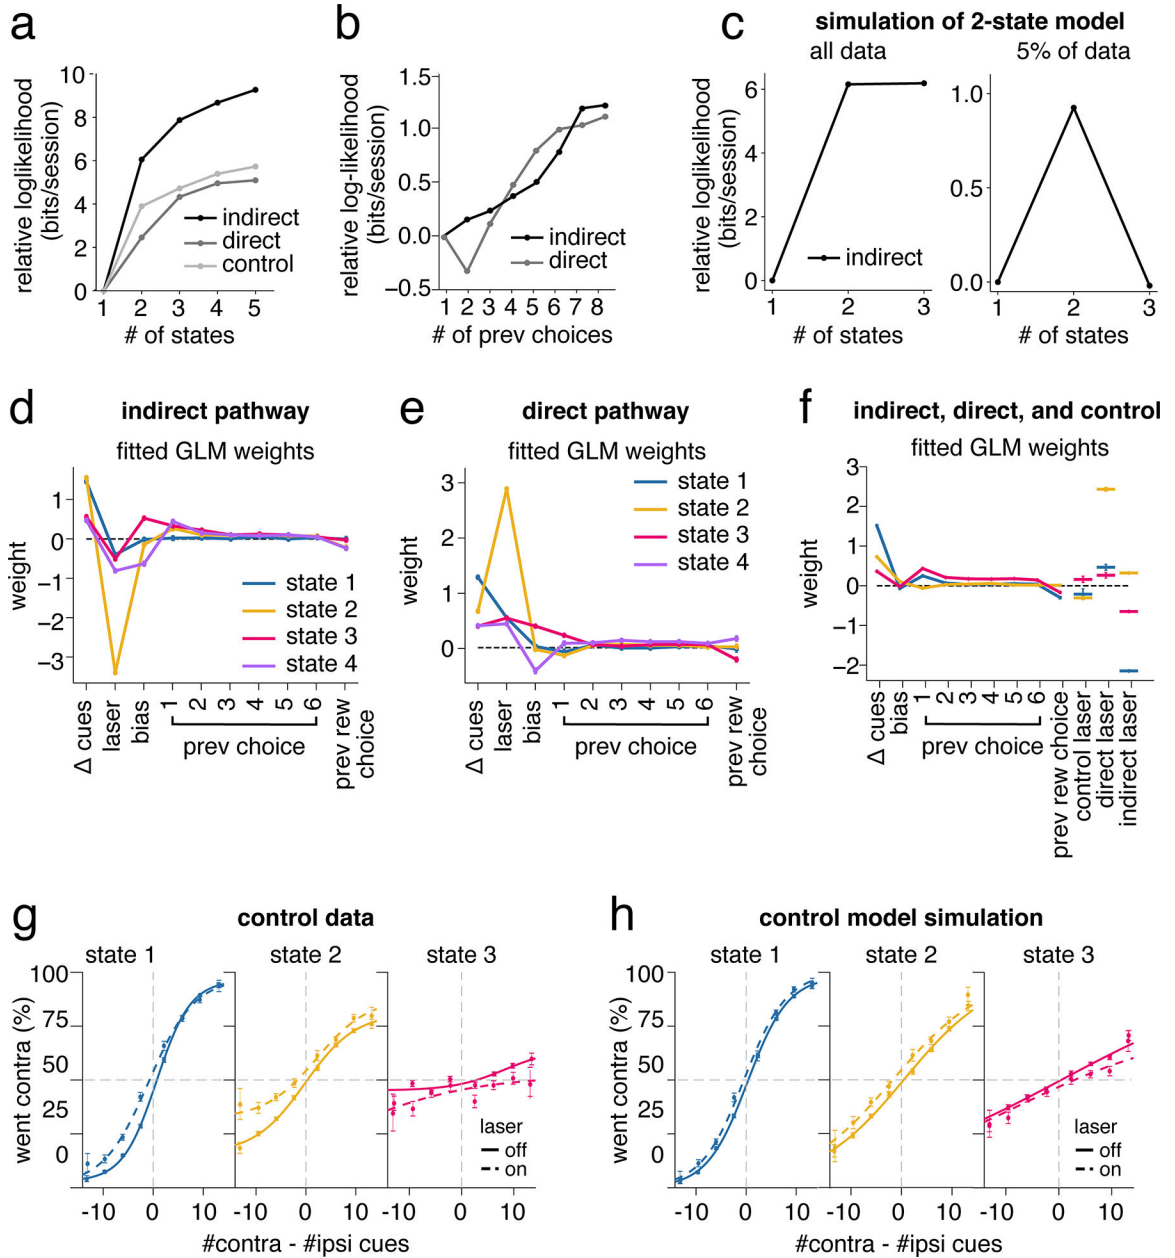 a
relative loglikelihood
(bits/session)
10
8
6
4
2
0
indirect
direct
control
1 2 3 4 5
# of states
b
relative log-likelihood
(bits/session)
1.5
1.0
0.5
0.0
−0.5
indirect
direct
1 2 3 4 5 6 7 8
# of prev choices
c
simulation of 2-state model
all data
relative loglikelihood
(bits/session)
6
4
2
0
indirect
1 2 3
# of states
5% of data
1.0
0.5
0.0
1 2 3
# of states
d
indirect pathway
fitted GLM weights
weight
1
0
−1
−2
−3
state 1
state 2
state 3
state 4
Δ cues
laser
bias
1 2 3 4 5 6
prev choice
prev rew
choice
e
direct pathway
fitted GLM weights
weight
3
2
1
0
state 1
state 2
state 3
state 4
Δ cues
laser
bias
1 2 3 4 5 6
prev choice
prev rew
choice
f
indirect, direct, and control
fitted GLM weights
weight
3
2
1
0
−1
−2
Δ cues
bias
1 2 3 4 5 6
prev choice
prev rew choice
control laser
direct laser
indirect laser
g
control data
state 1 state 2 state 3
went contra (%)
100
75
50
25
0
laser
off
on
-10 0 10 -10 0 10 -10 0 10
#contra - #ipsi cues
h
control model simulation
state 1 state 2 state 3
went contra (%)
100
75
50
25
0
laser
off
on
-10 0 10 -10 0 10 -10 0 10
#contra - #ipsi cues